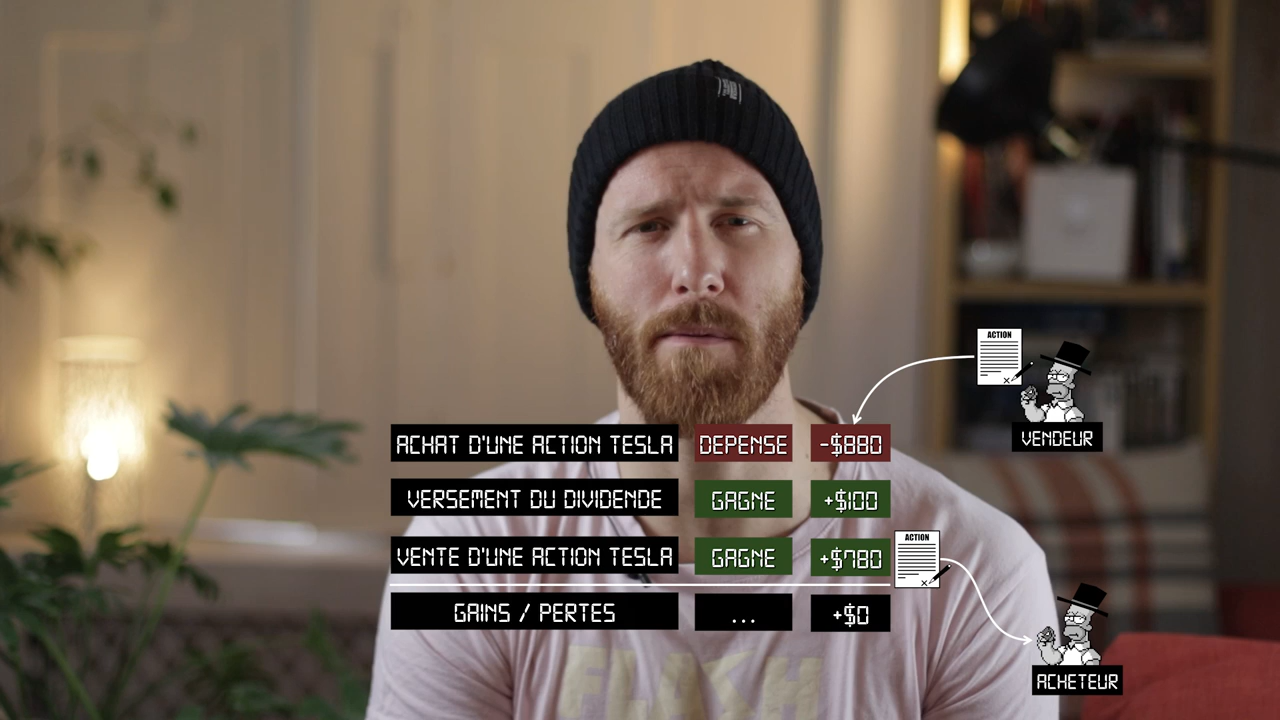 ACTION
VENDEUR
ACHAT D'UNE ACTION TESLA DEPENSE -$880
VERSEMENT DU DIVIDENDE GAGNE +$100
VENTE D'UNE ACTION TESLA GAGNE +$780
ACTION
GAINS / PERTES ... +$0
ACHETEUR
FLASH